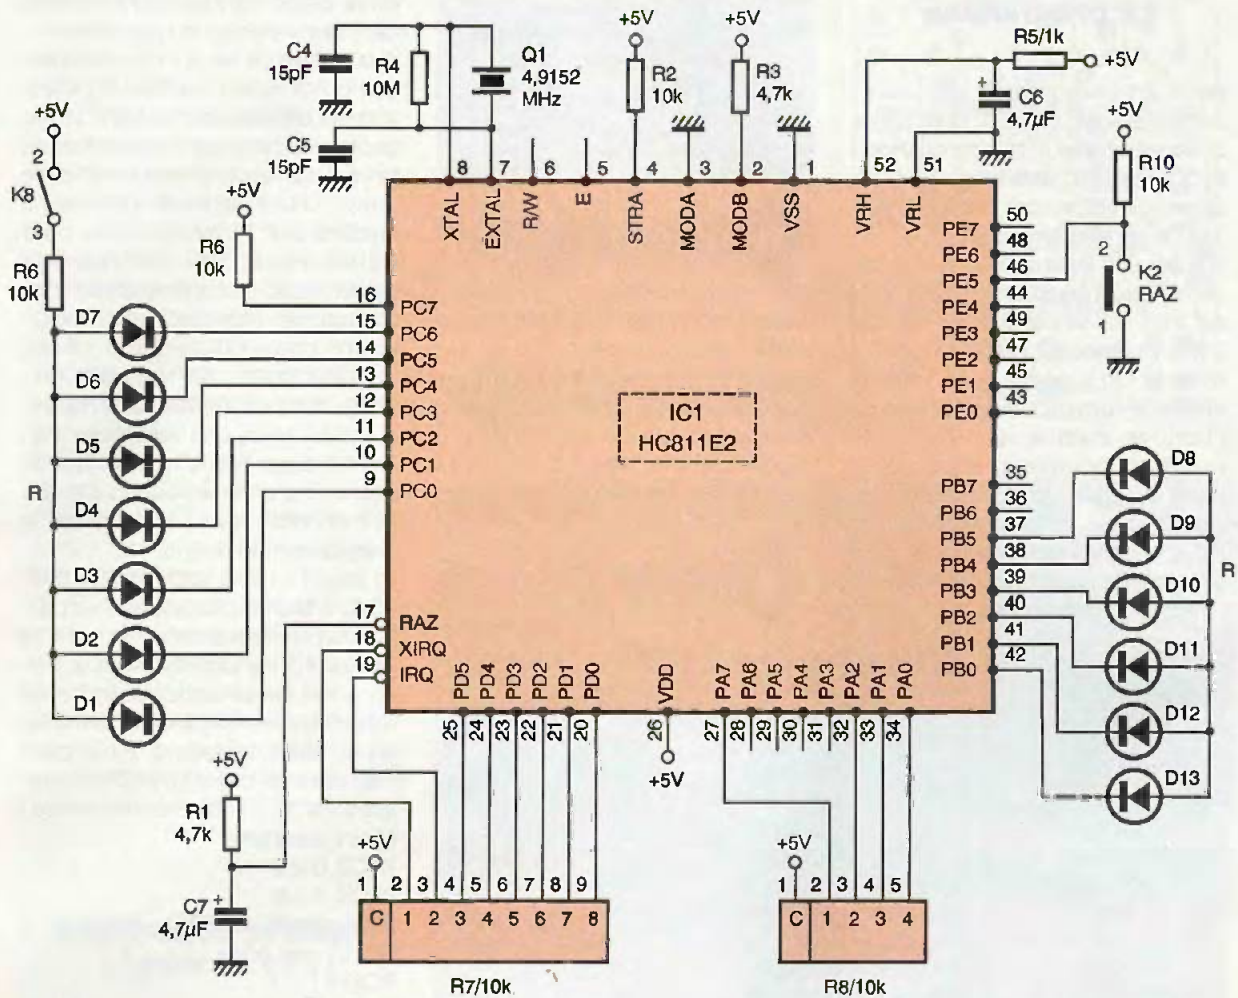 +5V
2
K8
3
R6
10k
C4
15pF
C5
15pF
R4
10M
Q1
4,9152
MHz
+5V
R2
10k
+5V
R3
4,7k
R5/1k
+5V
+
C6
4,7µF
+5V
R10
10k
2
K2
RAZ
1
+5V
R6
10k
8
7
6
5
4
3
2
1
52
51
XTAL
EXTAL
R/W
E
STRA
MODA
MODB
VSS
VRH
VRL
16
PC7
15
PC6
14
PC5
13
PC4
12
PC3
11
PC2
10
PC1
9
PC0
17
RAZ
18
XIRQ
19
IRQ
D7
D6
D5
D4
D3
D2
D1
R
IC1
HC811E2
PE7
50
PE6
48
PE5
46
PE4
44
PE3
49
PE2
47
PE1
45
PE0
43
PB7
35
PB6
36
PB5
37
PB4
38
PB3
39
PB2
40
PB1
41
PB0
42
D8
D9
D10
D11
D12
D13
R
PD5
PD4
PD3
PD2
PD1
PD0
VDD
PA7
PA6
PA5
PA4
PA3
PA2
PA1
PA0
25
24
23
22
21
20
26
27
28
29
30
31
32
33
34
+5V
+5V
R1
4,7k
C7
+
4,7µF
+5V
1
2
3
4
5
6
7
8
9
C
1
2
3
4
5
6
7
8
R7/10k
+5V
1
2
3
4
5
C
1
2
3
4
R8/10k